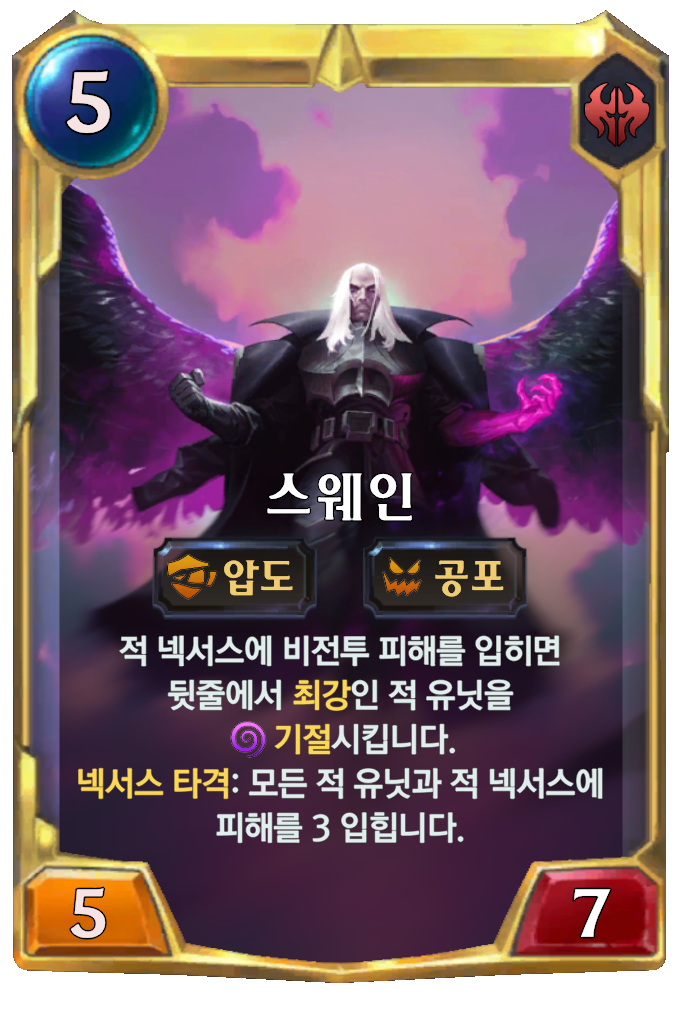 5
스웨인
압도 공포
적 넥서스에 비전투 피해를 입히면
뒷줄에서 최강인 적 유닛을
기절시킵니다.
넥서스 타격: 모든 적 유닛과 적 넥서스에
피해를 3 입힙니다.
5 7